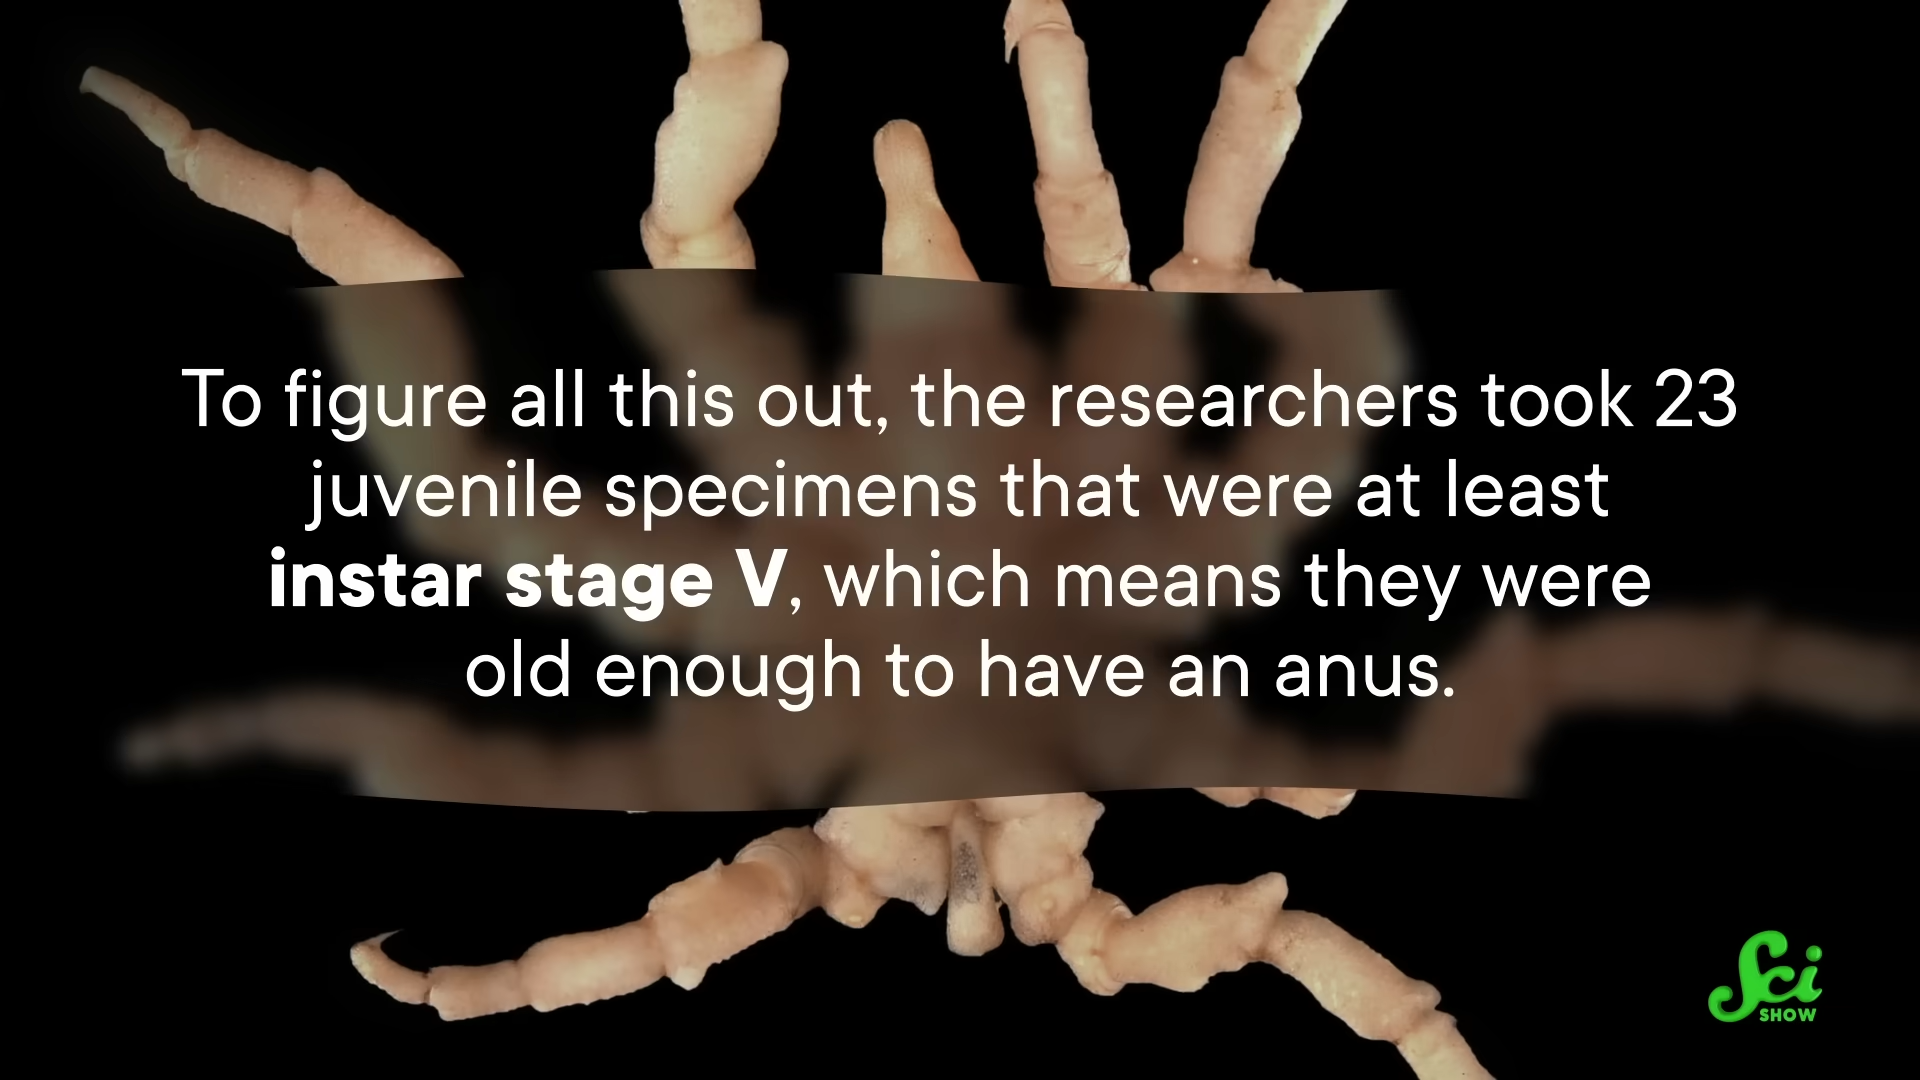 To figure all this out, the researchers took 23
juvenile specimens that were at least
instar stage V, which means they were
old enough to have an anus.
Sci
SHOW